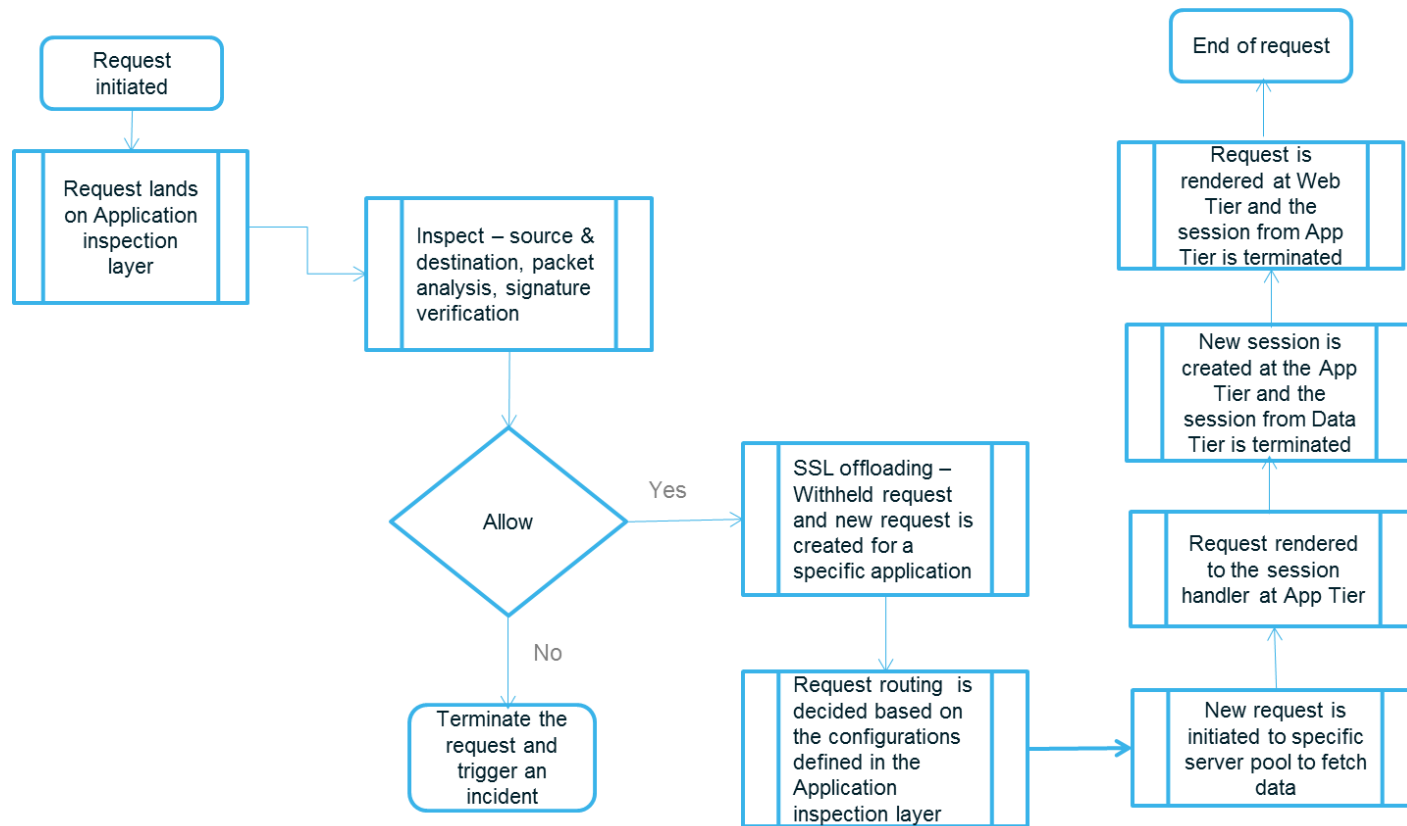 Request
initiated
Request lands
on Application
inspection
layer
Inspect – source &
destination, packet
analysis, signature
verification
Allow
Yes
No
Terminate the
request and
trigger an
incident
SSL offloading –
Withheld request
and new request is
created for a
specific application
Request routing is
decided based on
the configurations
defined in the
Application
inspection layer
New request is
initiated to specific
server pool to fetch
data
Request rendered
to the session
handler at App Tier
New session is
created at the App
Tier and the
session from Data
Tier is terminated
Request is
rendered at Web
Tier and the
session from App
Tier is terminated
End of request